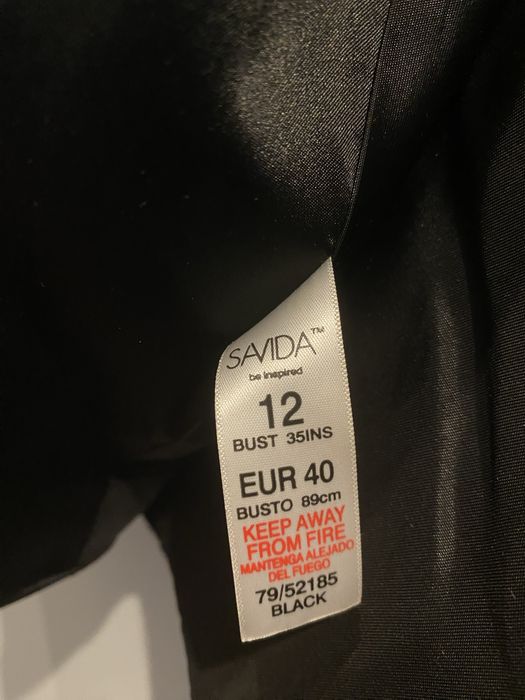 SAVIDA™
be inspired
12
BUST 35INS
EUR 40
BUSTO 89cm
KEEP AWAY
FROM FIRE
MANTENGA ALEJADO
DEL FUEGO
79/52185
BLACK